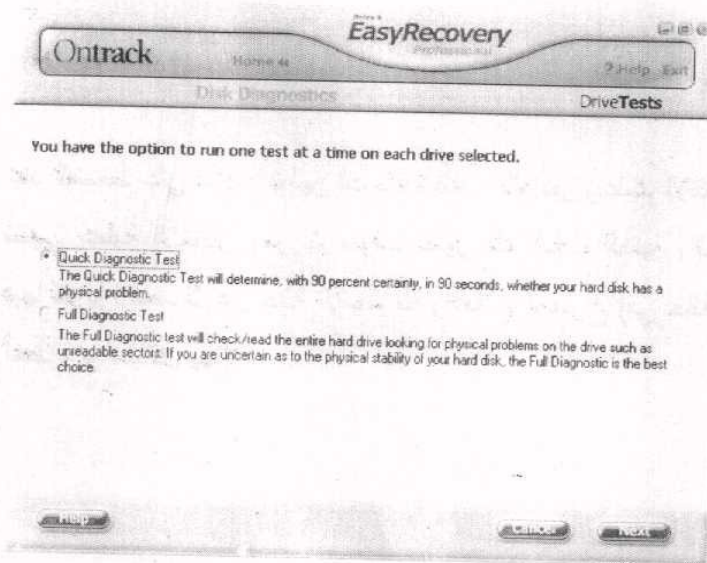 EasyRecovery
Professional
Ontrack
Home «
? Help Exit
Disk Diagnostics
DriveTests
You have the option to run one test at a time on each drive selected.
Quick Diagnostic Test
The Quick Diagnostic Test will determine, with 90 percent certainly, in 90 seconds, whether your hard disk has a
physical problem.
Full Diagnostic Test
The Full Diagnostic test will check/read the entire hard drive looking for physical problems on the drive such as
unreadable sectors. If you are uncertain as to the physical stability of your hard disk, the Full Diagnostic is the best
choice.
Help
Cancel
Next